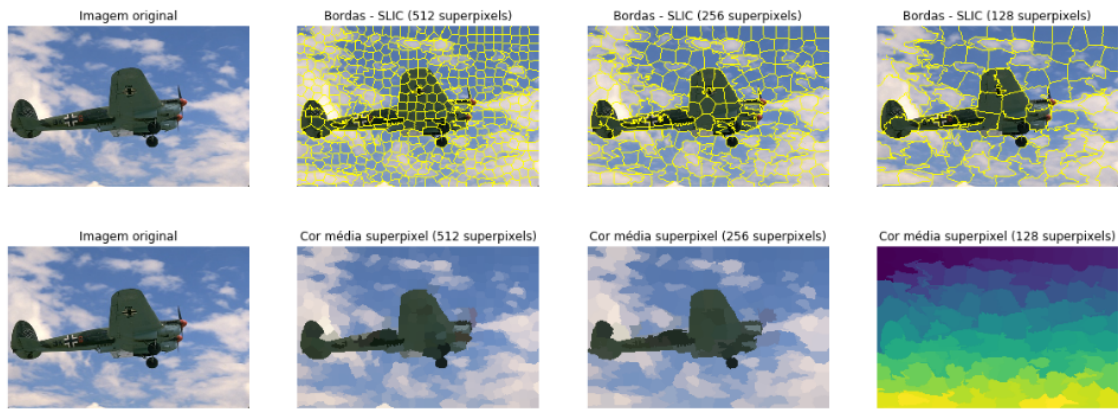 Imagem original
Bordas - SLIC (512 superpixels)
Bordas - SLIC (256 superpixels)
Bordas - SLIC (128 superpixels)
Imagem original
Cor média superpixel (512 superpixels)
Cor média superpixel (256 superpixels)
Cor média superpixel (128 superpixels)